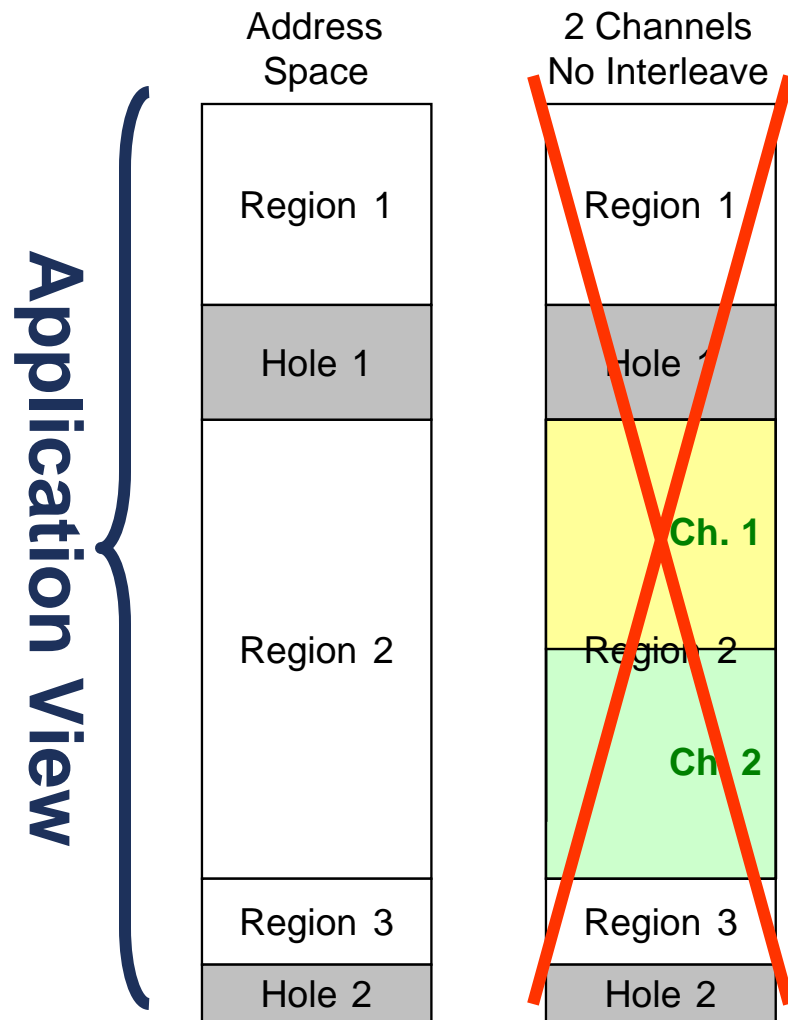 Address
Space
2 Channels
No Interleave
Application View
Region 1
Hole 1
Region 2
Region 3
Hole 2
Region 1
Hole 1
Ch. 1
Region 2
Ch. 2
Region 3
Hole 2